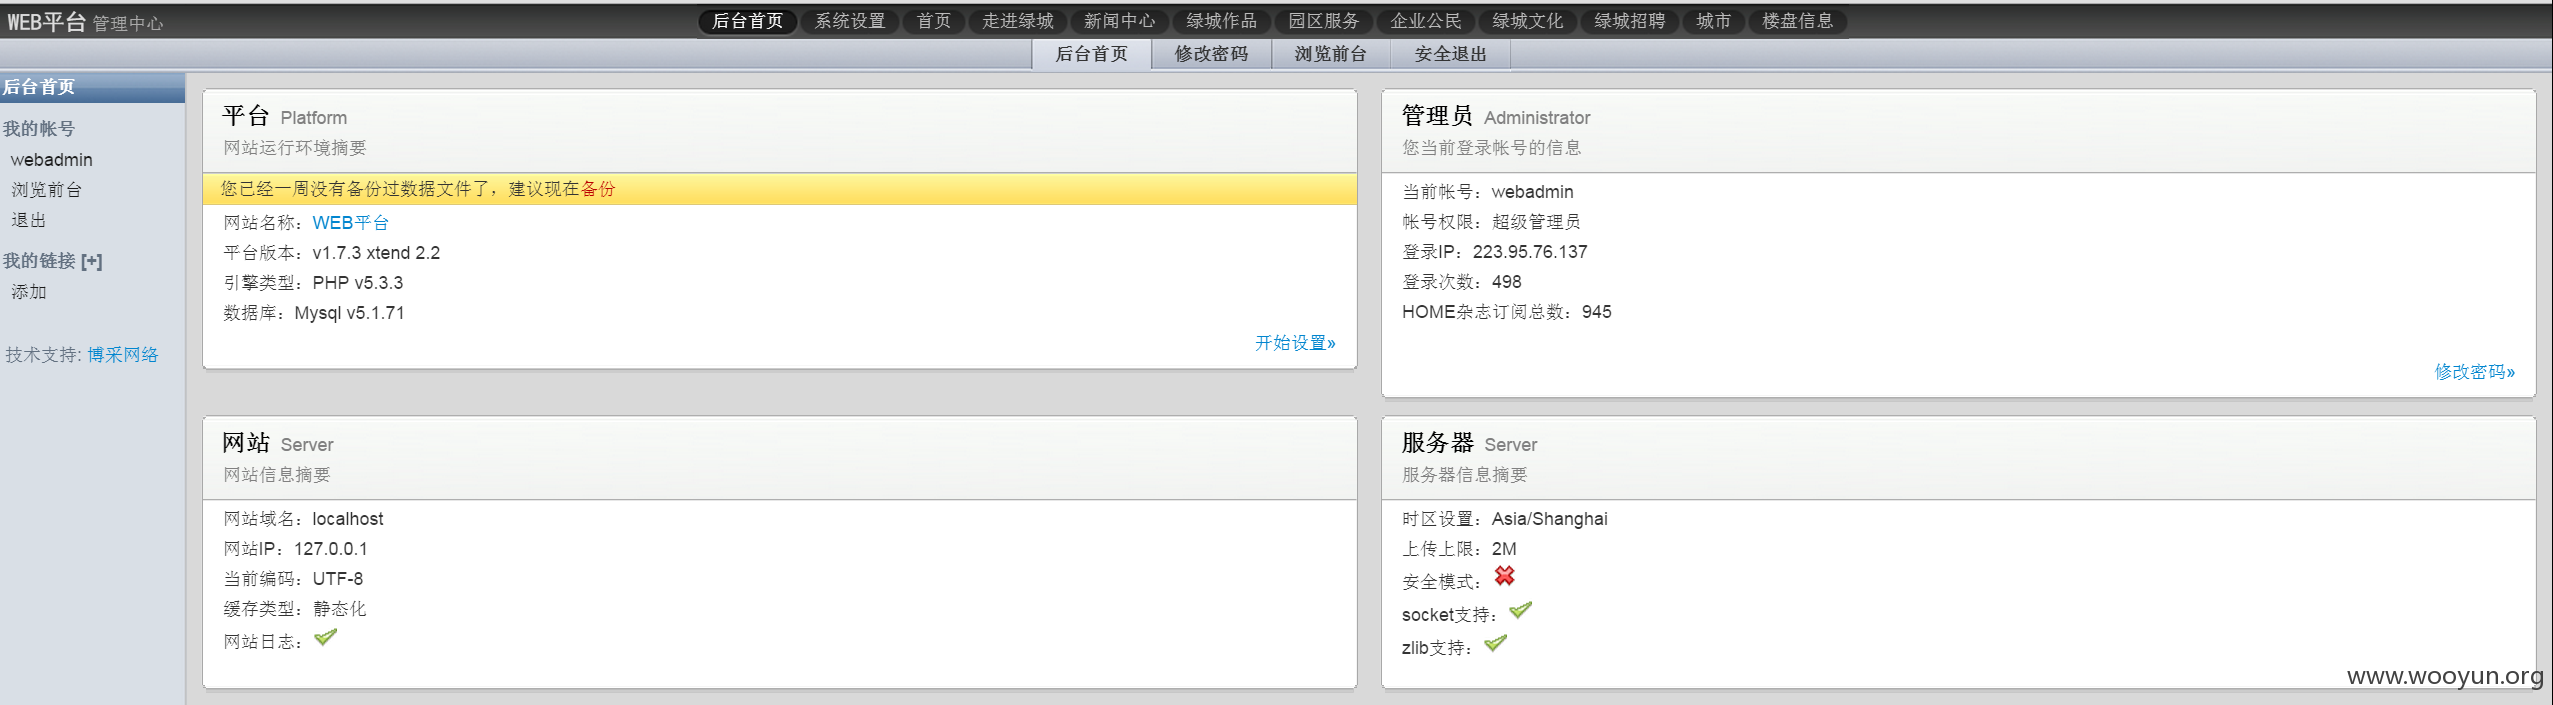 WEB平台 管理中心
后台首页 系统设置 首页 走进绿城 新闻中心 绿城作品 园区服务 企业公民 绿城文化 绿城招聘 城市 楼盘信息
后台首页 修改密码 浏览前台 安全退出
后台首页
我的帐号
webadmin
浏览前台
退出
我的链接 [+]
添加
技术支持: 博采网络
平台 Platform
网站运行环境摘要
您已经一周没有备份过数据文件了，建议现在备份
网站名称：WEB平台
平台版本：v1.7.3 xtend 2.2
引擎类型：PHP v5.3.3
数据库：Mysql v5.1.71
开始设置»
管理员 Administrator
您当前登录帐号的信息
当前帐号：webadmin
帐号权限：超级管理员
登录IP：223.95.76.137
登录次数：498
HOME杂志订阅总数：945
修改密码»
网站 Server
网站信息摘要
网站域名：localhost
网站IP：127.0.0.1
当前编码：UTF-8
缓存类型：静态化
网站日志：
服务器 Server
服务器信息摘要
时区设置：Asia/Shanghai
上传上限：2M
安全模式：
socket支持：
zlib支持：
www.wooyun.org